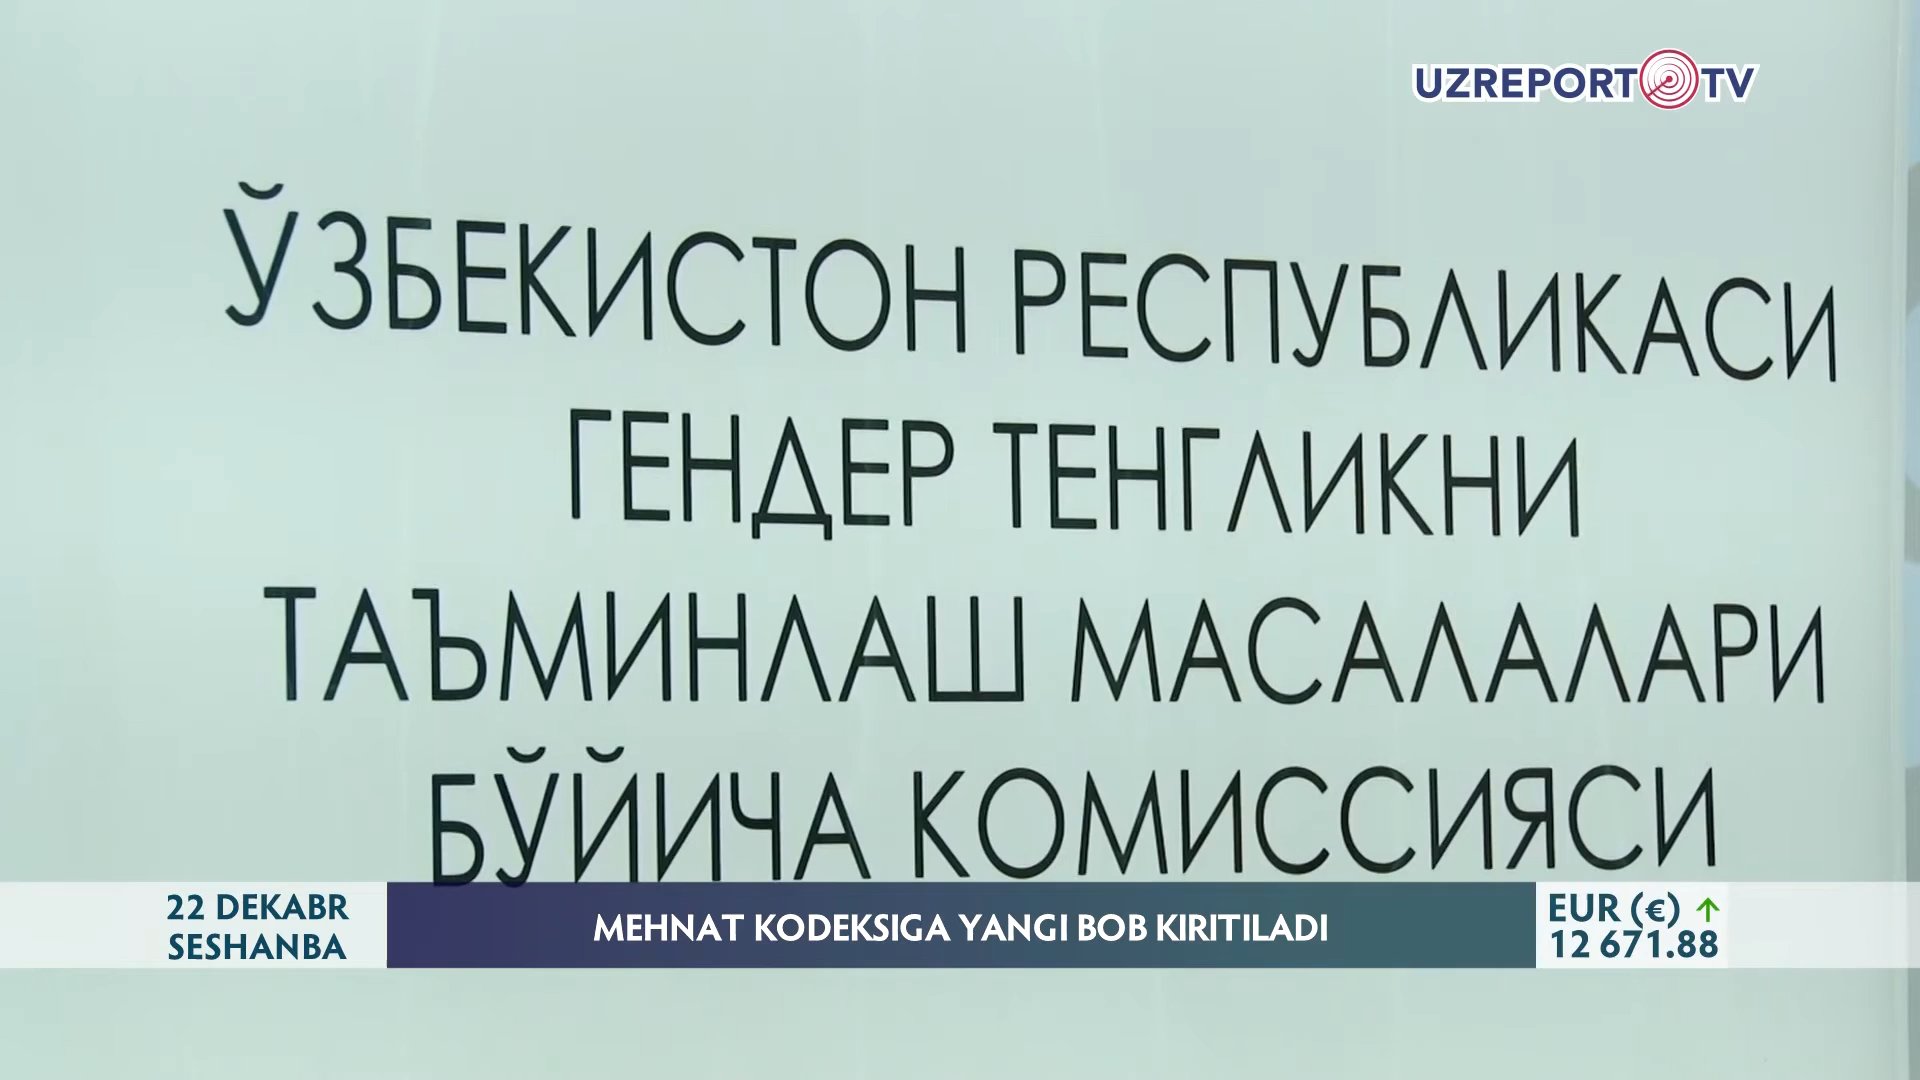 UZREPORT TV
ЎЗБЕКИСТОН РЕСПУБЛИКАСИ
ГЕНДЕР ТЕНГЛИКНИ
ТАЪМИНЛАШ МАСАЛАЛАРИ
БЎЙИЧА КОМИССИЯСИ
22 DEKABR
SESHANBA
MEHNAT KODEKSIGA YANGI BOB KIRITILADI
EUR (€) ↑
12 671.88